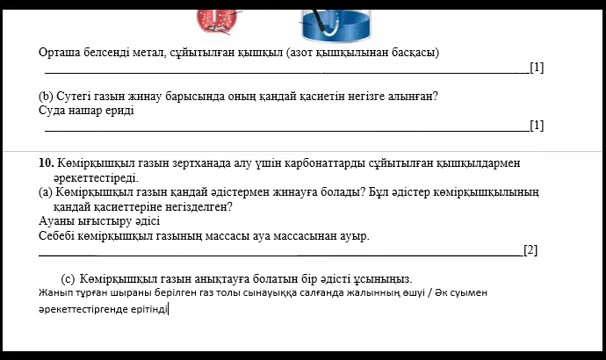 Орташа белсенді метал, сұйытылған қышқыл (азот қышқылынан басқасы)
[1]
(b) Сутегі газын жинау барысында оның қандай қасиетін негізге алынған?
Суда нашар ериді
[1]
10. Көмірқышқыл газын зертханада алу үшін карбонаттарды сұйытылған қышқылдармен
әрекеттестіреді.
(a) Көмірқышқыл газын қандай әдістермен жинауға болады? Бұл әдістер көмірқышқылының
қандай қасиеттеріне негізделген?
Ауаны ығыстыру әдісі
Себебі көмірқышқыл газының массасы ауа массасынан ауыр.
[2]
(c) Көмірқышқыл газын анықтауға болатын бір әдісті ұсыныңыз.
Жанып тұрған шыраны берілген газ толы сынауыққа салғанда жалынның өшуі / Әк суымен
әрекеттестіргенде ерітінді